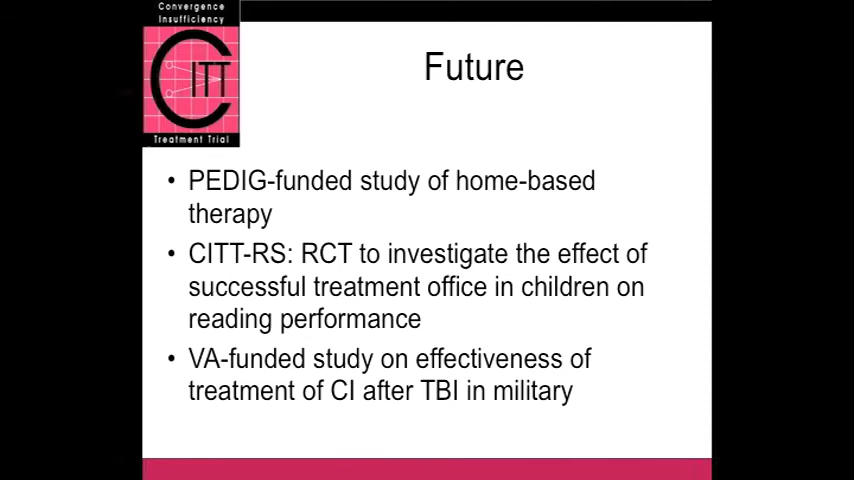 Convergence
Insufficiency
CITT
Treatment Trial
Future
• PEDIG-funded study of home-based
therapy
• CITT-RS: RCT to investigate the effect of
successful treatment office in children on
reading performance
• VA-funded study on effectiveness of
treatment of CI after TBI in military